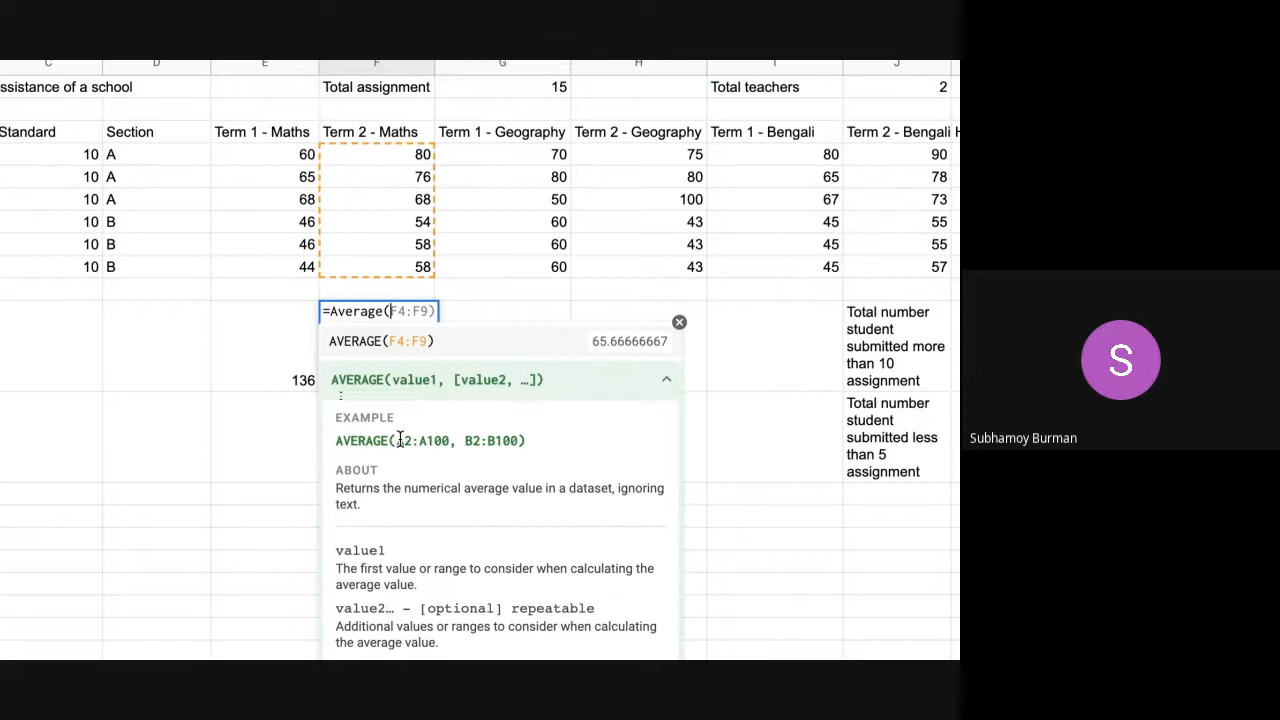 C D E F G H I J
ssistance of a school Total assignment 15 Total teachers 2
Standard Section Term 1 - Maths Term 2 - Maths Term 1 - Geography Term 2 - Geography Term 1 - Bengali Term 2 - Bengali H
10 A 60 80 70 75 80 90
10 A 65 76 80 80 65 78
10 A 68 68 50 100 67 73
10 B 46 54 60 43 45 55
10 B 46 58 60 43 45 55
10 B 44 58 60 43 45 57
=Average(F4:F9)
AVERAGE(F4:F9) 65.66666667
136
AVERAGE(value1, [value2, …])
EXAMPLE
AVERAGE(A2:A100, B2:B100)
ABOUT
Returns the numerical average value in a dataset, ignoring
text.
value1
The first value or range to consider when calculating the
average value.
value2… - [optional] repeatable
Additional values or ranges to consider when calculating
the average value.
Total number
student
submitted more
than 10
assignment
Total number
student
submitted less
than 5
assignment
S
Subhamoy Burman